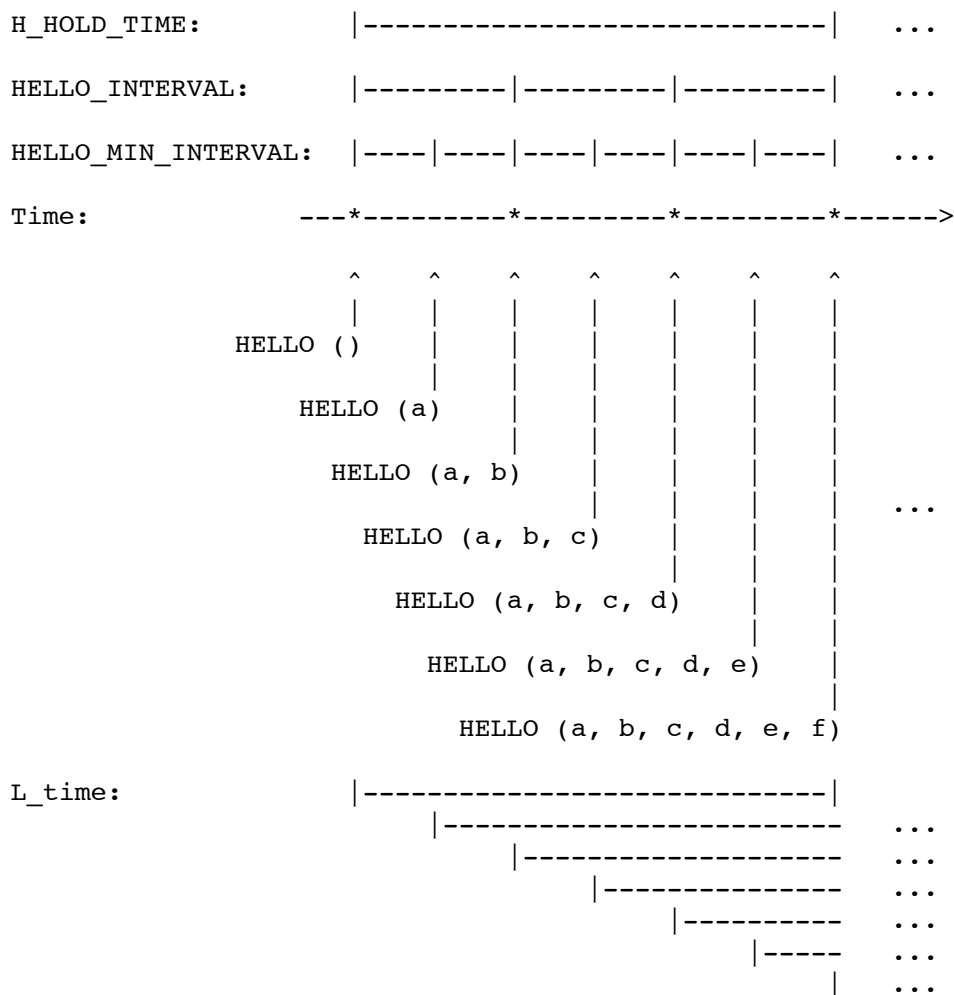 H_HOLD_TIME: |-----------------------------| ...
HELLO_INTERVAL: |---------|---------|---------| ...
HELLO_MIN_INTERVAL: |----|----|----|----|----|----| ...
Time: ---*---------*---------*---------*------>
^ ^ ^ ^ ^ ^ ^
| | | | | | |
HELLO () | | | | | |
| | | | | |
HELLO (a) | | | | |
| | | | |
HELLO (a, b) | | | |
| | | | ...
HELLO (a, b, c) | | |
| | |
HELLO (a, b, c, d) | |
| |
HELLO (a, b, c, d, e) |
|
HELLO (a, b, c, d, e, f)
L_time: |-----------------------------|
|------------------------- ...
|-------------------- ...
|--------------- ...
|---------- ...
|----- ...
| ...